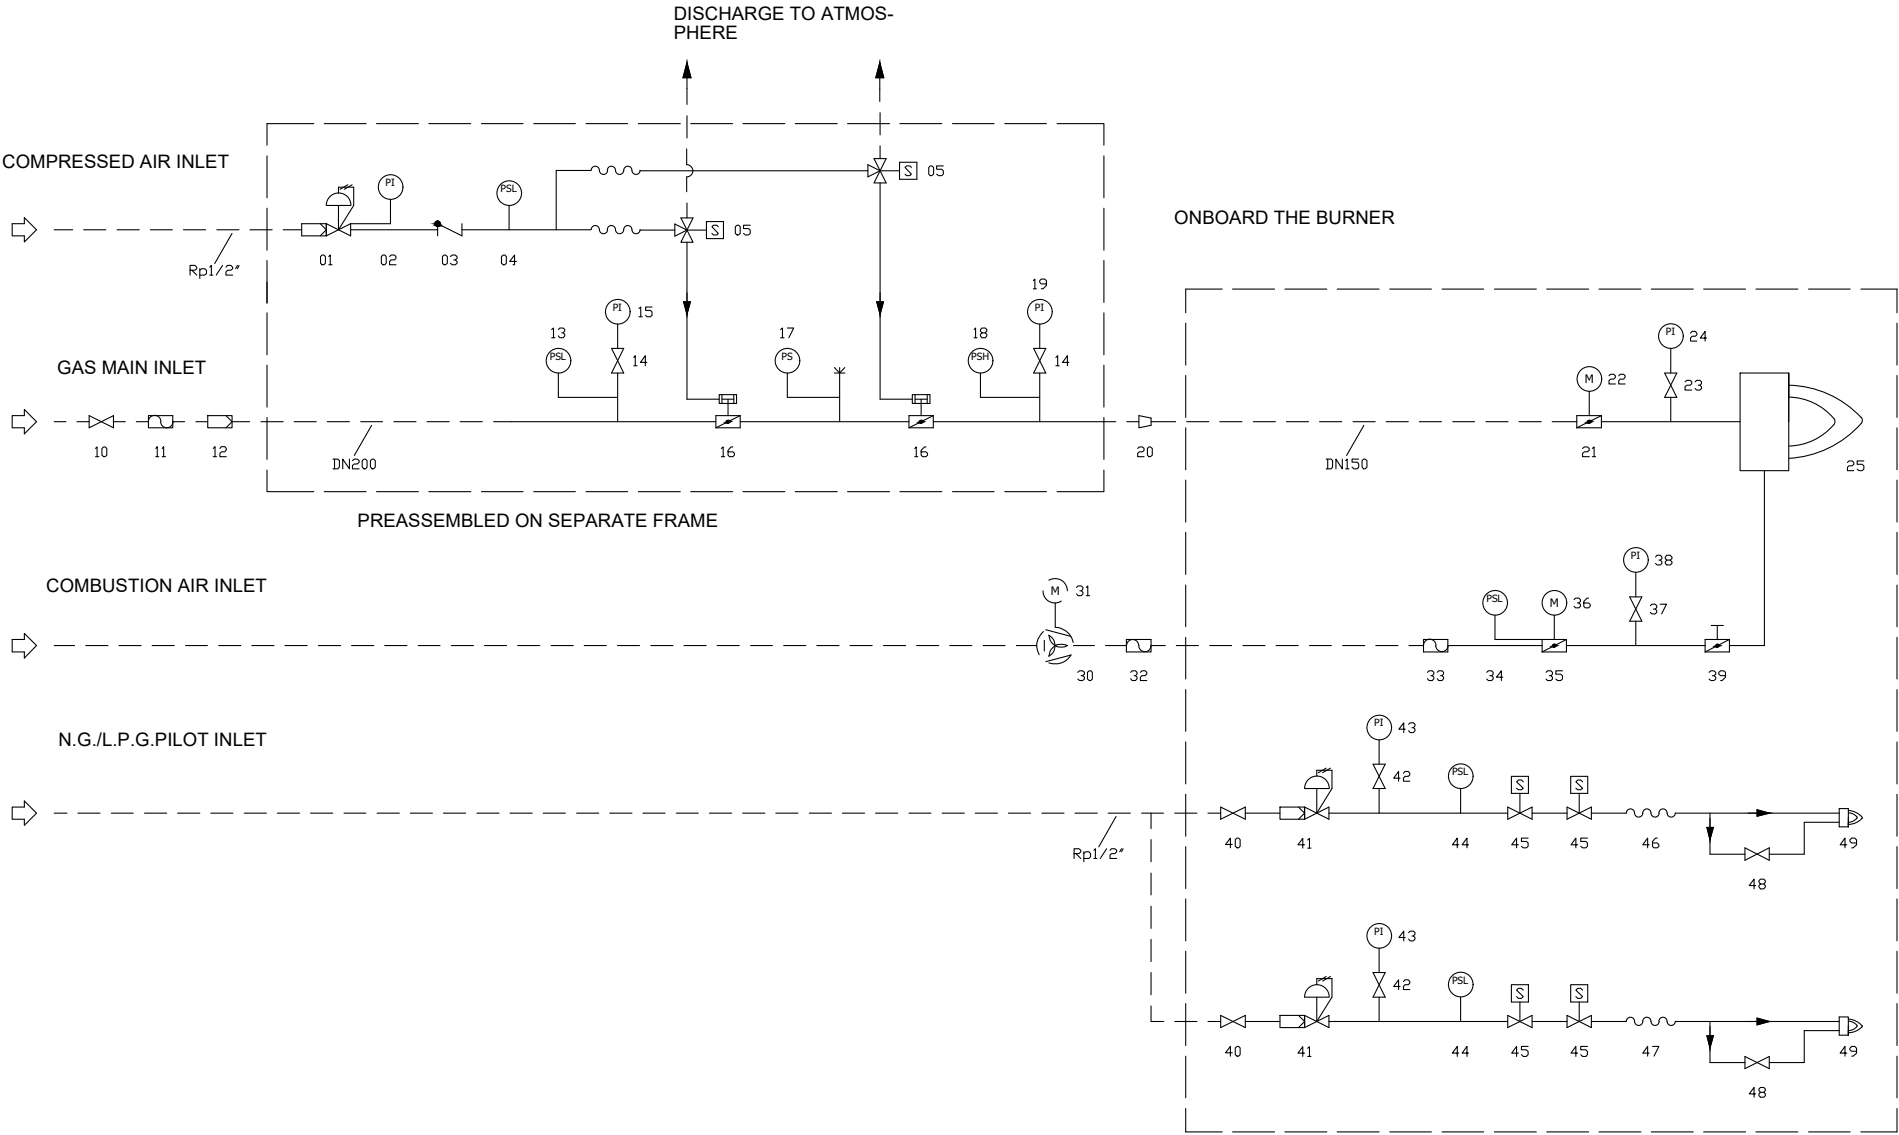 DISCHARGE TO ATMOS-
PHERE
COMPRESSED AIR INLET
S 05
PI
PSL
S 05
ONBOARD THE BURNER
01 02 03 04
Rp1/2"
19
PI 15
PI
13
17
18
PI 24
PSL
14
PS
PSH
14
GAS MAIN INLET
M 22
23
10 11 12
16
16
20
21
DN200
DN150
25
PREASSEMBLED ON SEPARATE FRAME
PI 38
COMBUSTION AIR INLET
M 31
PSL
M 36
37
30 32
33 34 35
39
PI 43
N.G./L.P.G.PILOT INLET
42
PSL
S
S
40 41
44 45 45 46
49
Rp1/2"
48
PI 43
42
PSL
S
S
40 41
44 45 45 47
49
48